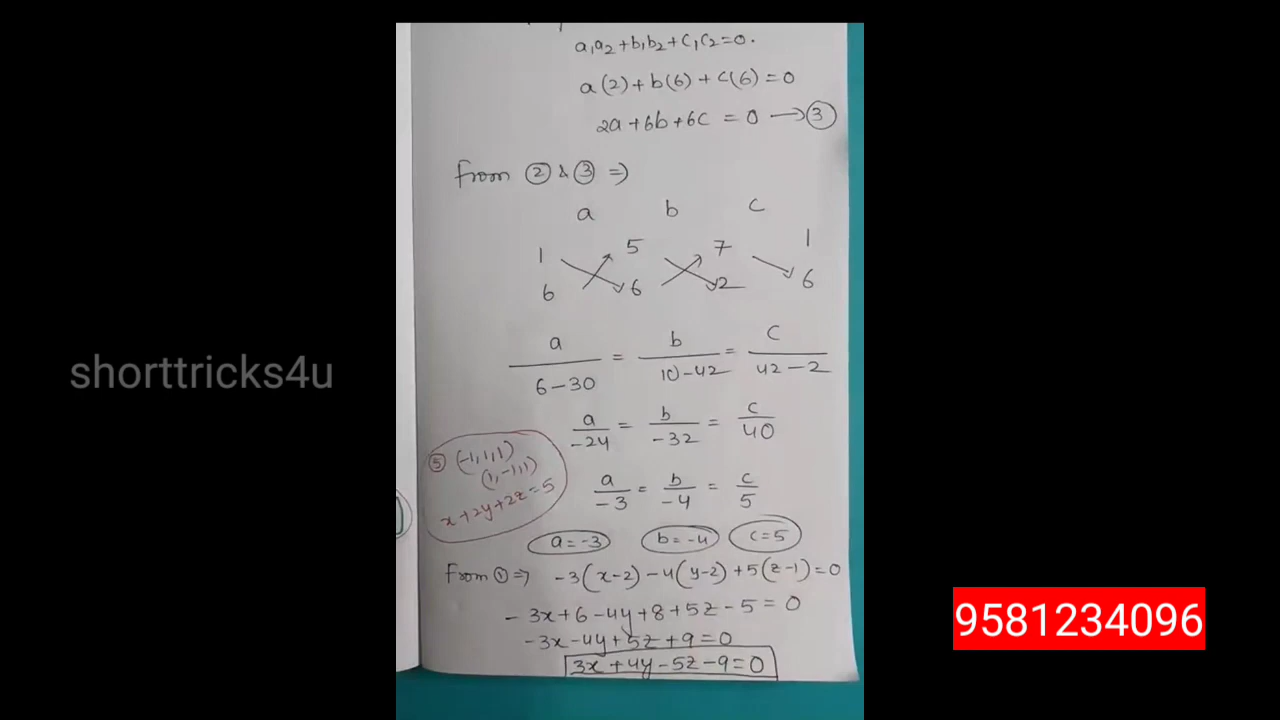 a₁a₂+b₁b₂+c₁c₂=0.
a(2)+b(6)+c(6)=0
2a+6b+6c=0 → ③
From ② & ③ ⇒
a b c
1 5 7 1
6 6 2 6
a/(6-30) = b/(10-42) = c/(42-2)
a/-24 = b/-32 = c/40
shorttricks4u
⑤ (-1,1,1)
(1,-1,1)
x+2y+2z=5
a/-3 = b/-4 = c/5
a=-3 b=-4 c=5
From ① ⇒ -3(x-2)-4(y-2)+5(z-1)=0
-3x+6-4y+8+5z-5=0
-3x-4y+5z+9=0
3x+4y-5z-9=0
9581234096